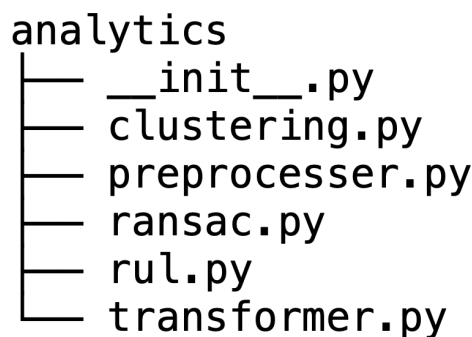 analytics
├── __init__.py
├── clustering.py
├── preprocesser.py
├── ransac.py
├── rul.py
└── transformer.py